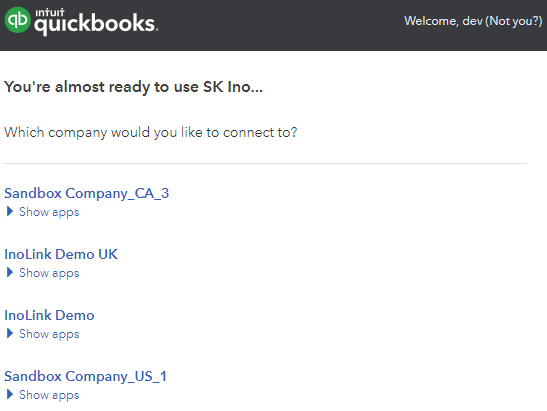 intuit
qb quickbooks.
Welcome, dev (Not you?)
You're almost ready to use SK Ino...
Which company would you like to connect to?
Sandbox Company_CA_3
Show apps
InoLink Demo UK
Show apps
InoLink Demo
Show apps
Sandbox Company_US_1
Show apps